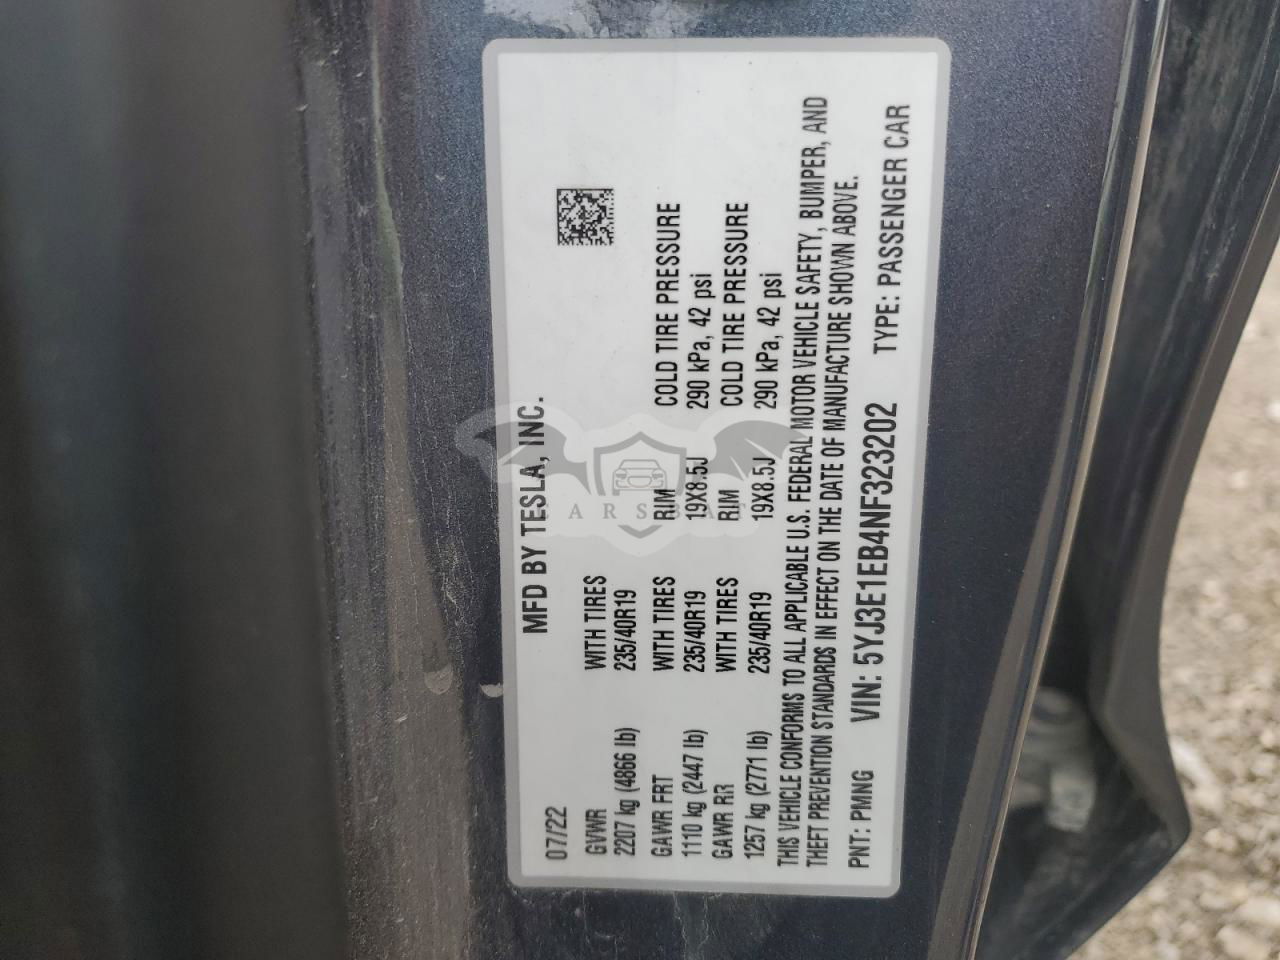 MFD BY TESLA, INC.
07/22
GVWR WITH TIRES
2207 kg (4866 lb) 235/40R19
GAWR FRT WITH TIRES RIM COLD TIRE PRESSURE
1110 kg (2447 lb) 235/40R19 19X8.5J 290 kPa, 42 psi
GAWR RR WITH TIRES RIM COLD TIRE PRESSURE
1257 kg (2771 lb) 235/40R19 19X8.5J 290 kPa, 42 psi
THIS VEHICLE CONFORMS TO ALL APPLICABLE U.S. FEDERAL MOTOR VEHICLE SAFETY, BUMPER, AND
THEFT PREVENTION STANDARDS IN EFFECT ON THE DATE OF MANUFACTURE SHOWN ABOVE.
PNT: PMNG VIN: 5YJ3E1EB4NF323202 TYPE: PASSENGER CAR
CARSBAT